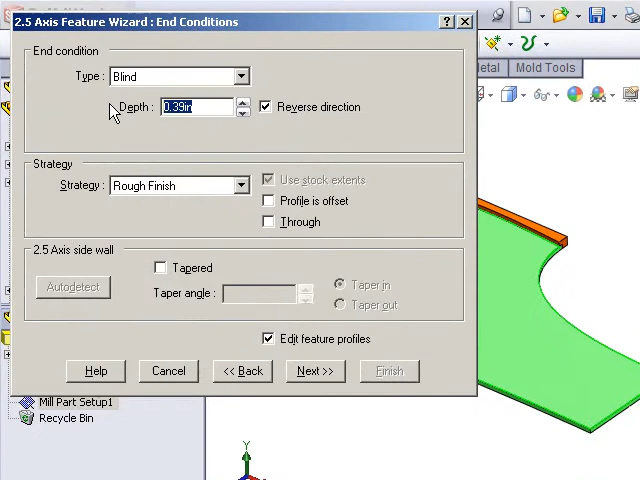 2.5 Axis Feature Wizard : End Conditions
End condition
Type : Blind
Depth : 0.39in Reverse direction
Strategy
Strategy : Rough Finish
Use stock extents
Profile is offset
Through
2.5 Axis side wall
Autodetect
Tapered
Taper angle :
Taper in
Taper out
Edit feature profiles
Help Cancel << Back Next >> Finish
etal Mold Tools
Mill Part Setup1
Recycle Bin
Y